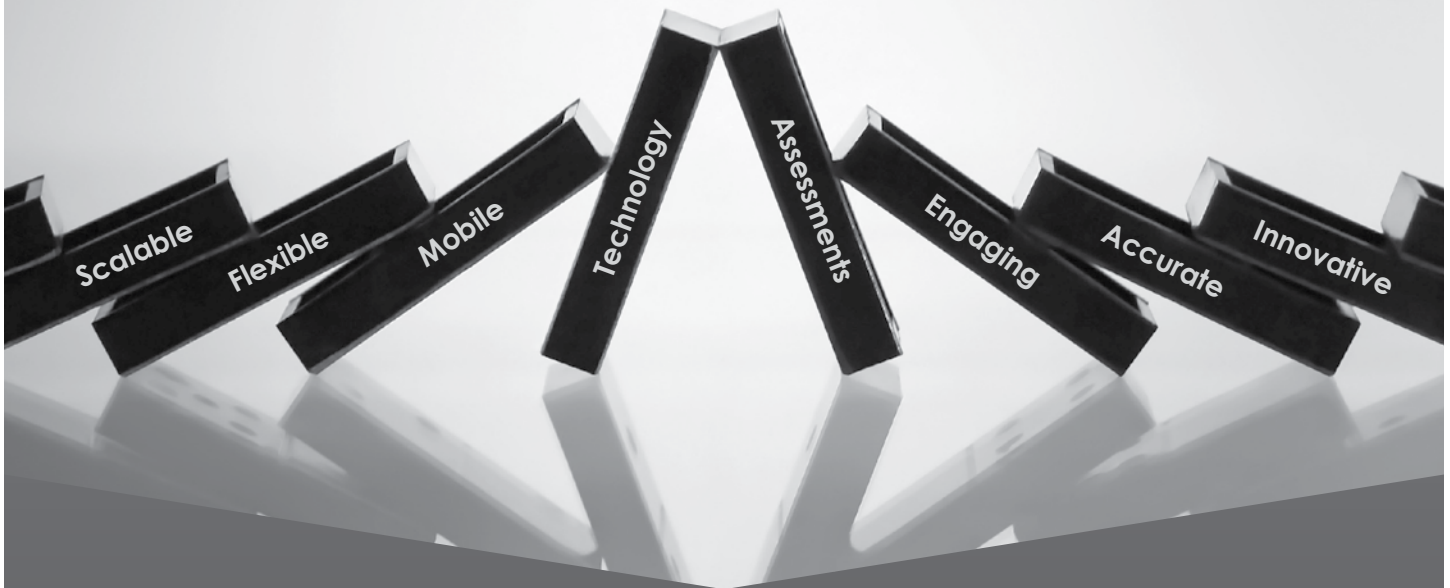 Scalable
Flexible
Mobile
Technology
Assessments
Engaging
Accurate
Innovative